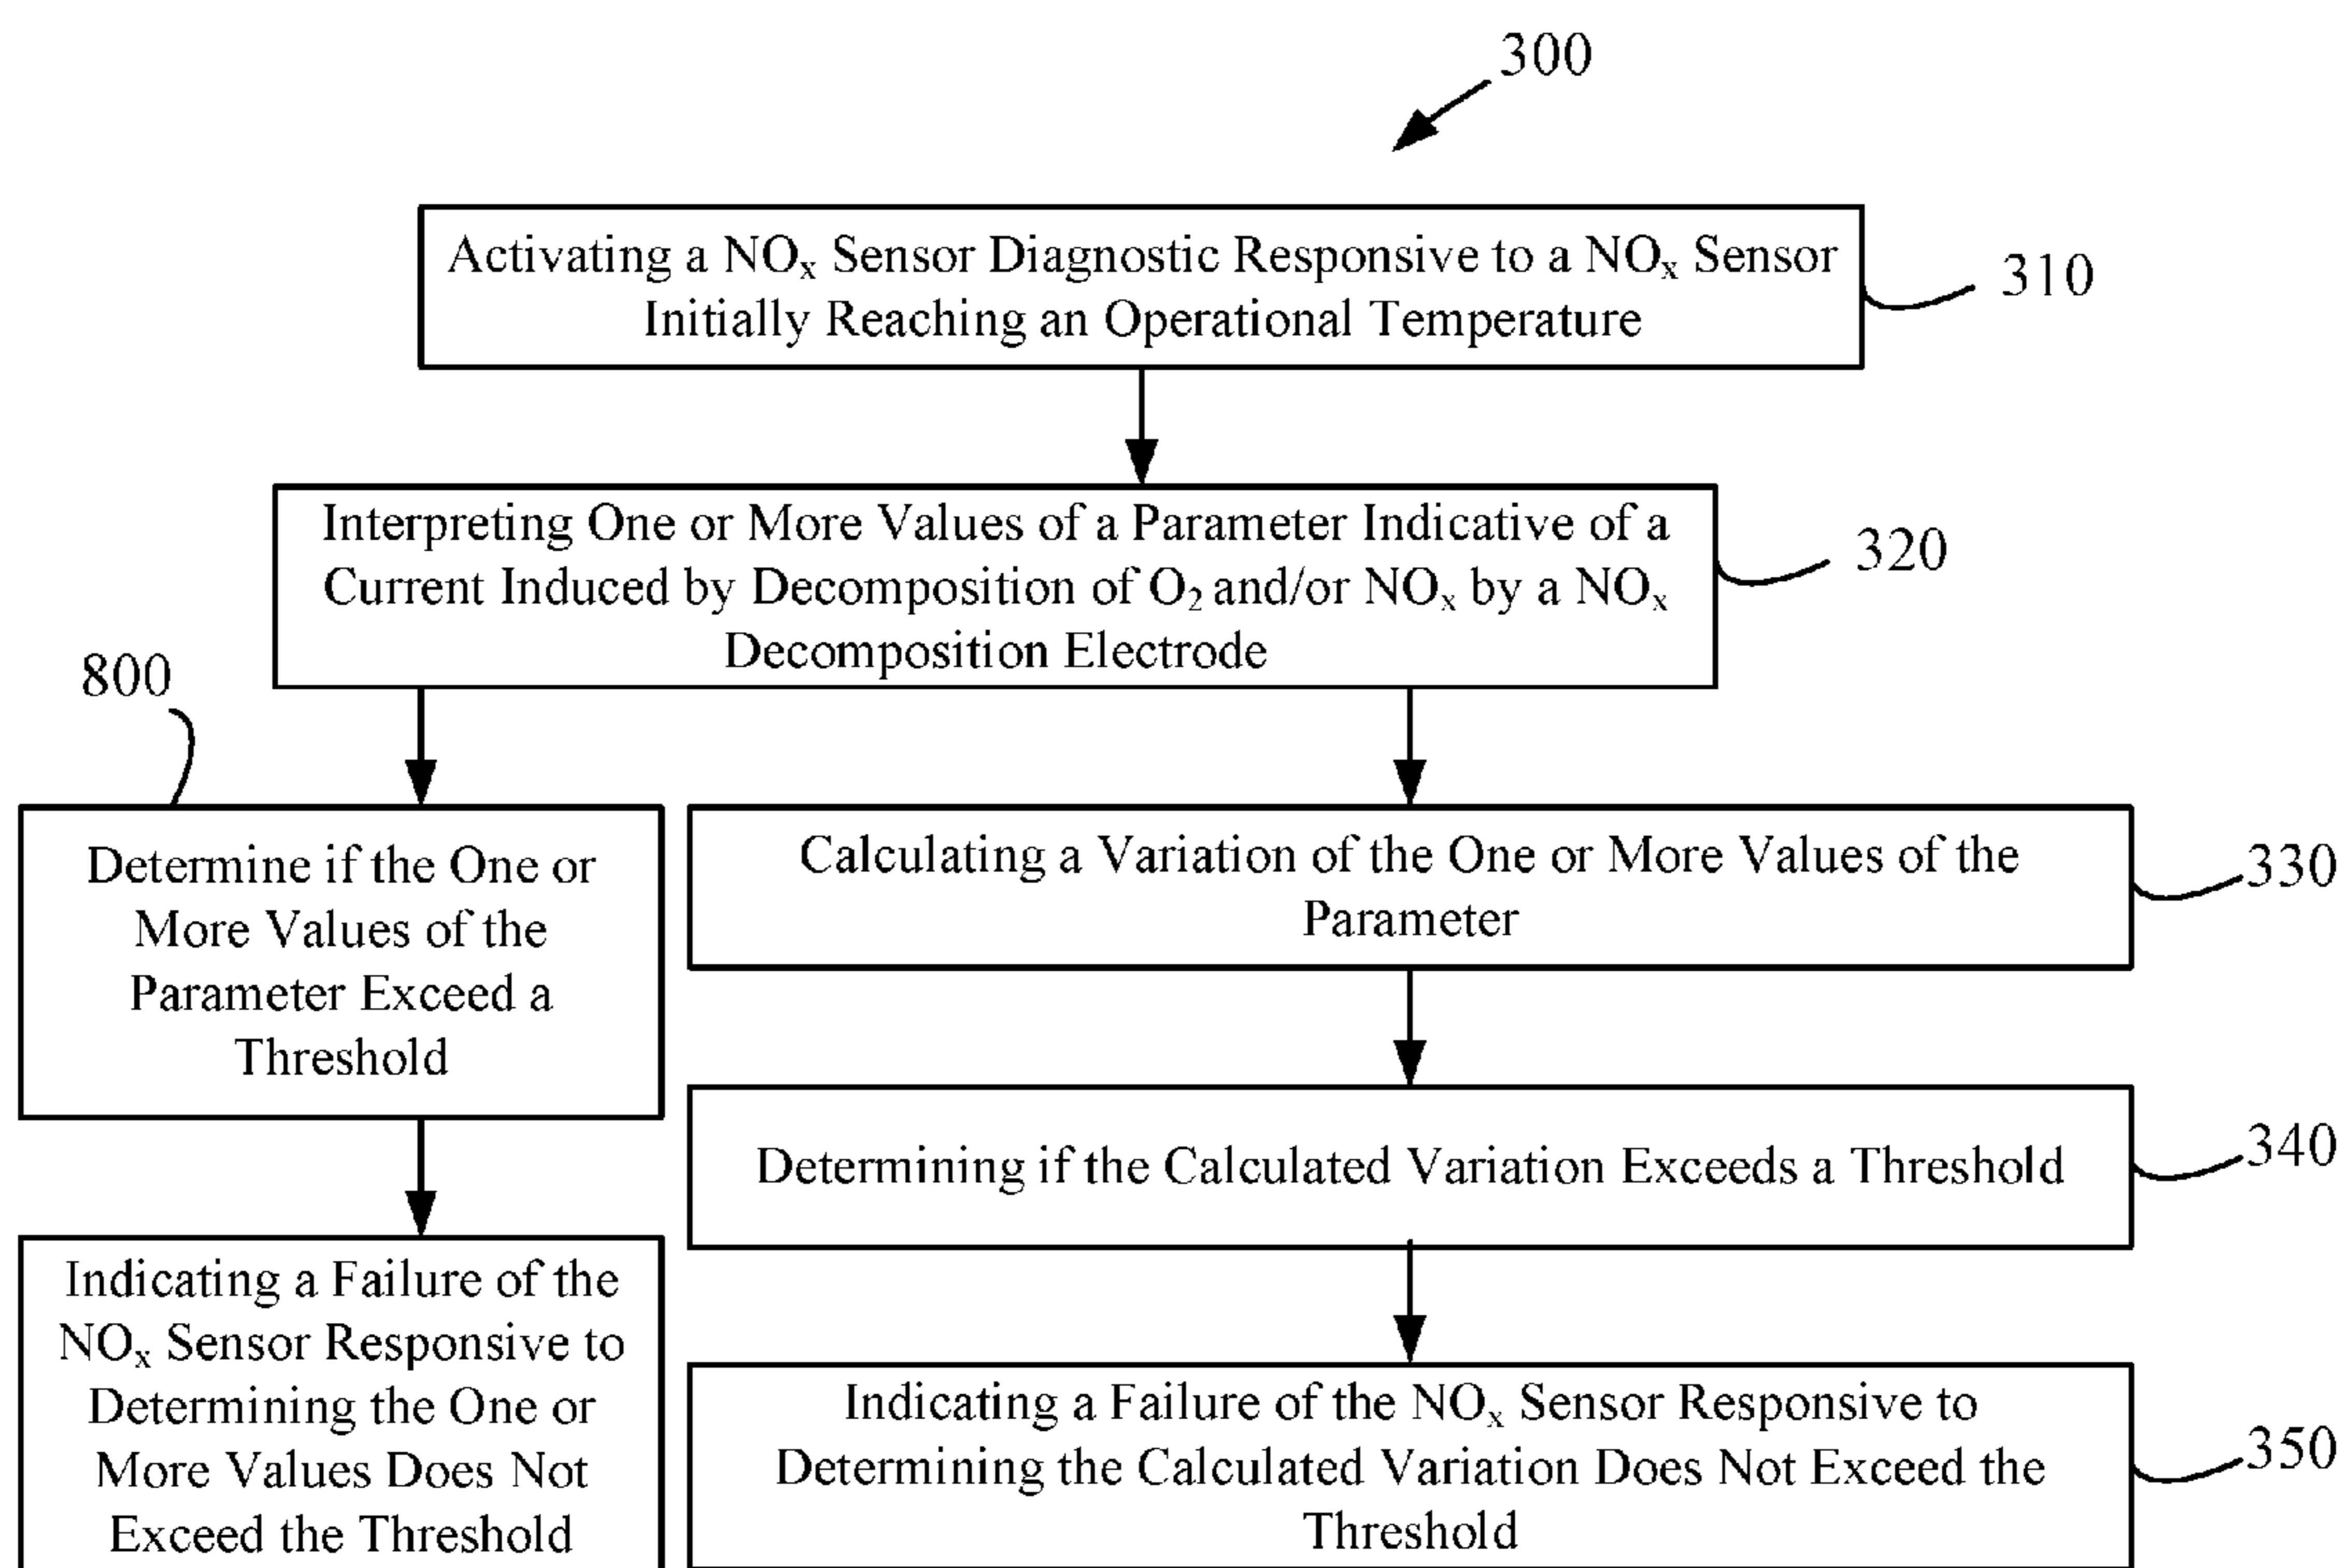 300
Activating a NOx Sensor Diagnostic Responsive to a NOx Sensor
Initially Reaching an Operational Temperature
310
Interpreting One or More Values of a Parameter Indicative of a
Current Induced by Decomposition of O2 and/or NOx by a NOx
Decomposition Electrode
320
800
Determine if the One or
More Values of the
Parameter Exceed a
Threshold
Calculating a Variation of the One or More Values of the
Parameter
330
Determining if the Calculated Variation Exceeds a Threshold
340
Indicating a Failure of the
NOx Sensor Responsive to
Determining the One or
More Values Does Not
Exceed the Threshold
Indicating a Failure of the NOx Sensor Responsive to
Determining the Calculated Variation Does Not Exceed the
Threshold
350